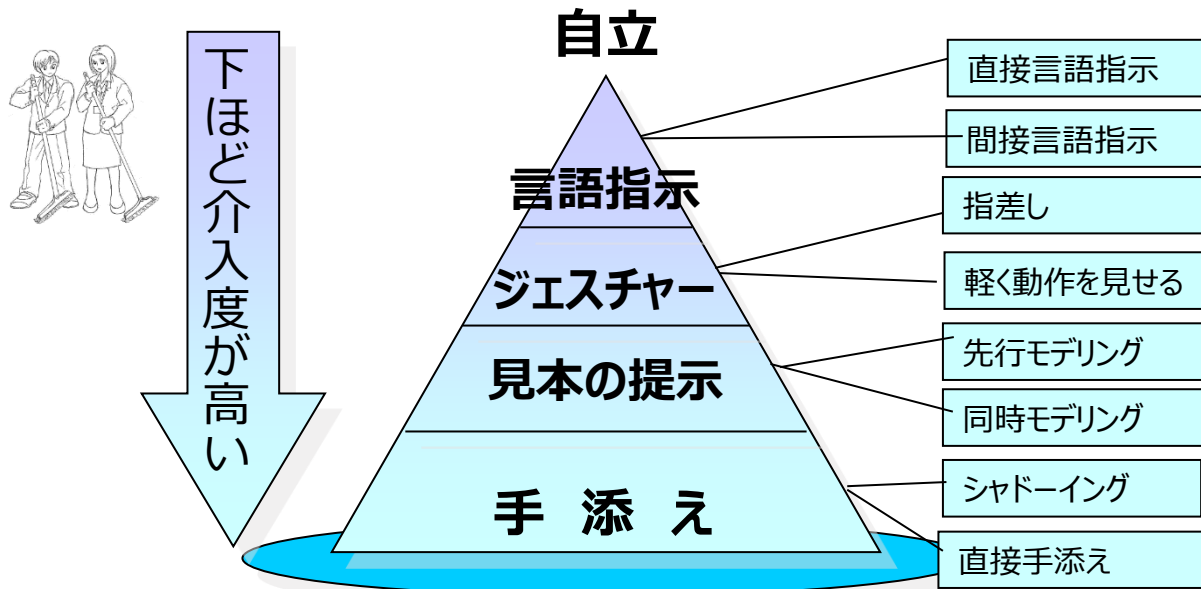 自立
下ほど介入度が高い
言語指示
ジェスチャー
見本の提示
手 添 え
直接言語指示
間接言語指示
指差し
軽く動作を見せる
先行モデリング
同時モデリング
シャドーイング
直接手添え